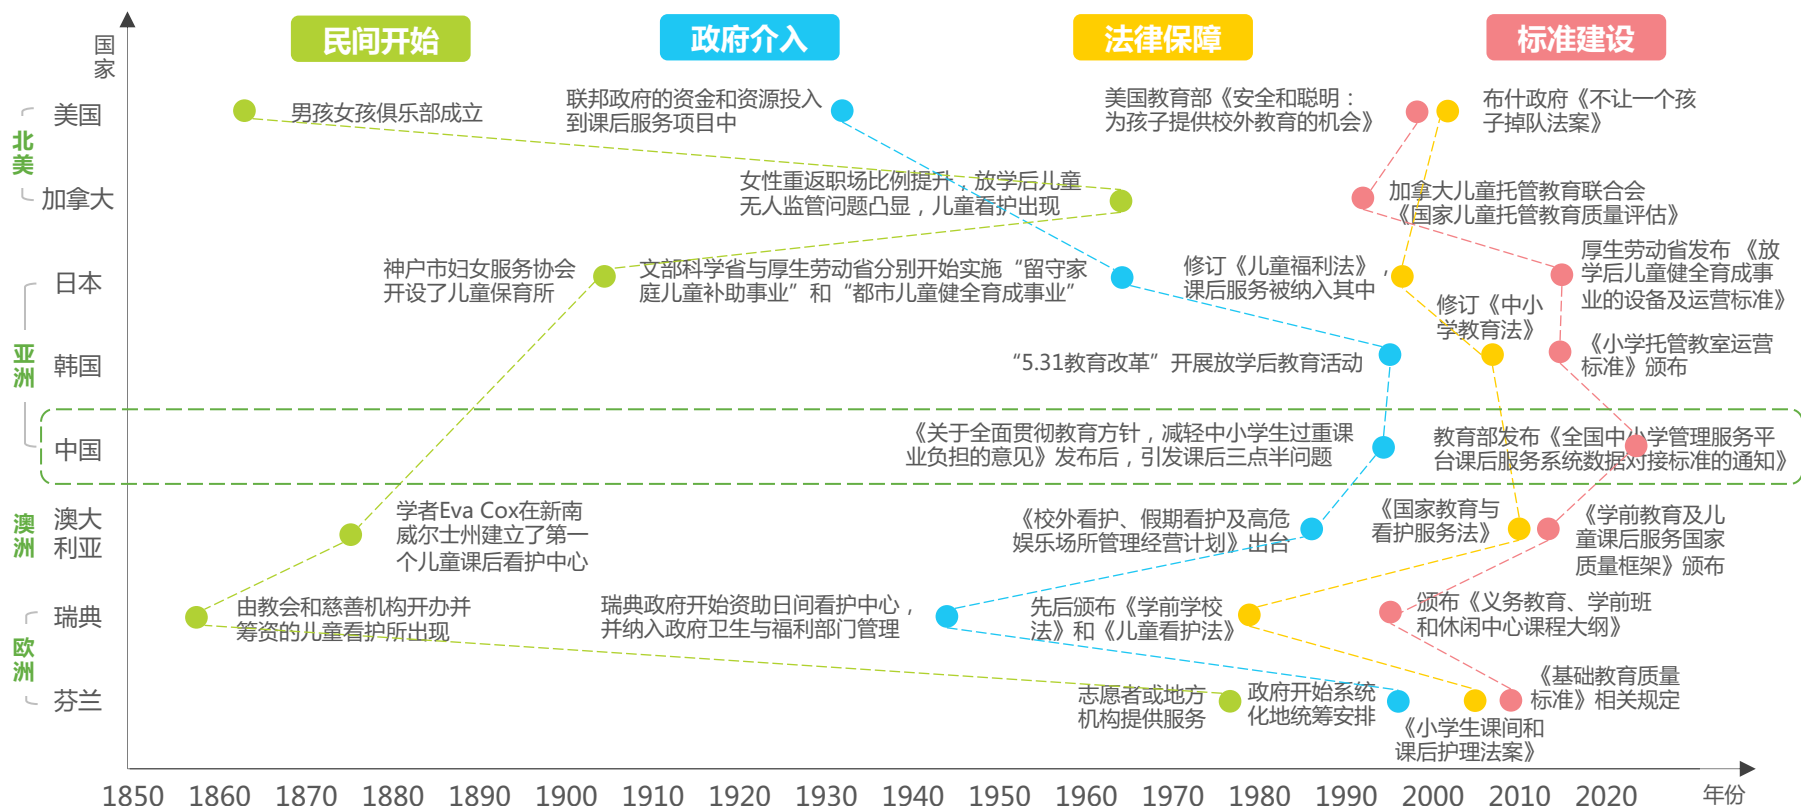 国
家
民间开始
政府介入
法律保障
标准建设
北
美
美国
男孩女孩俱乐部成立
联邦政府的资金和资源投入
到课后服务项目中
美国教育部《安全和聪明：
为孩子提供校外教育的机会》
布什政府《不让一个孩
子掉队法案》
加拿大
女性重返职场比例提升，放学后儿童
无人监管问题凸显，儿童看护出现
加拿大儿童托管教育联合会
《国家儿童托管教育质量评估》
亚
洲
日本
神户市妇女服务协会
开设了儿童保育所
文部科学省与厚生劳动省分别开始实施“留守家
庭儿童补助事业”和“都市儿童健全育成事业”
修订《儿童福利法》，
课后服务被纳入其中
厚生劳动省发布 《放
学后儿童健全育成事
业的设备及运营标准》
韩国
“5.31教育改革”开展放学后教育活动
修订《中小
学教育法》
《小学托管教室运营
标准》颁布
中国
《关于全面贯彻教育方针，减轻中小学生过重课
业负担的意见》发布后，引发课后三点半问题
教育部发布《全国中小学管理服务平
台课后服务系统数据对接标准的通知》
澳
洲
澳大
利亚
学者Eva Cox在新南
威尔士州建立了第一
个儿童课后看护中心
《校外看护、假期看护及高危
娱乐场所管理经营计划》出台
《国家教育与
看护服务法》
《学前教育及儿
童课后服务国家
质量框架》颁布
欧
洲
瑞典
由教会和慈善机构开办并
筹资的儿童看护所出现
瑞典政府开始资助日间看护中心，
并纳入政府卫生与福利部门管理
先后颁布《学前学校
法》和《儿童看护法》
颁布《义务教育、学前班
和休闲中心课程大纲》
芬兰
志愿者或地方
机构提供服务
政府开始系统
化地统筹安排
《小学生课间和
课后护理法案》
《基础教育质量
标准》相关规定
1850 1860 1870 1880 1890 1900 1910 1920 1930 1940 1950 1960 1970 1980 1990 2000 2010 2020 年份